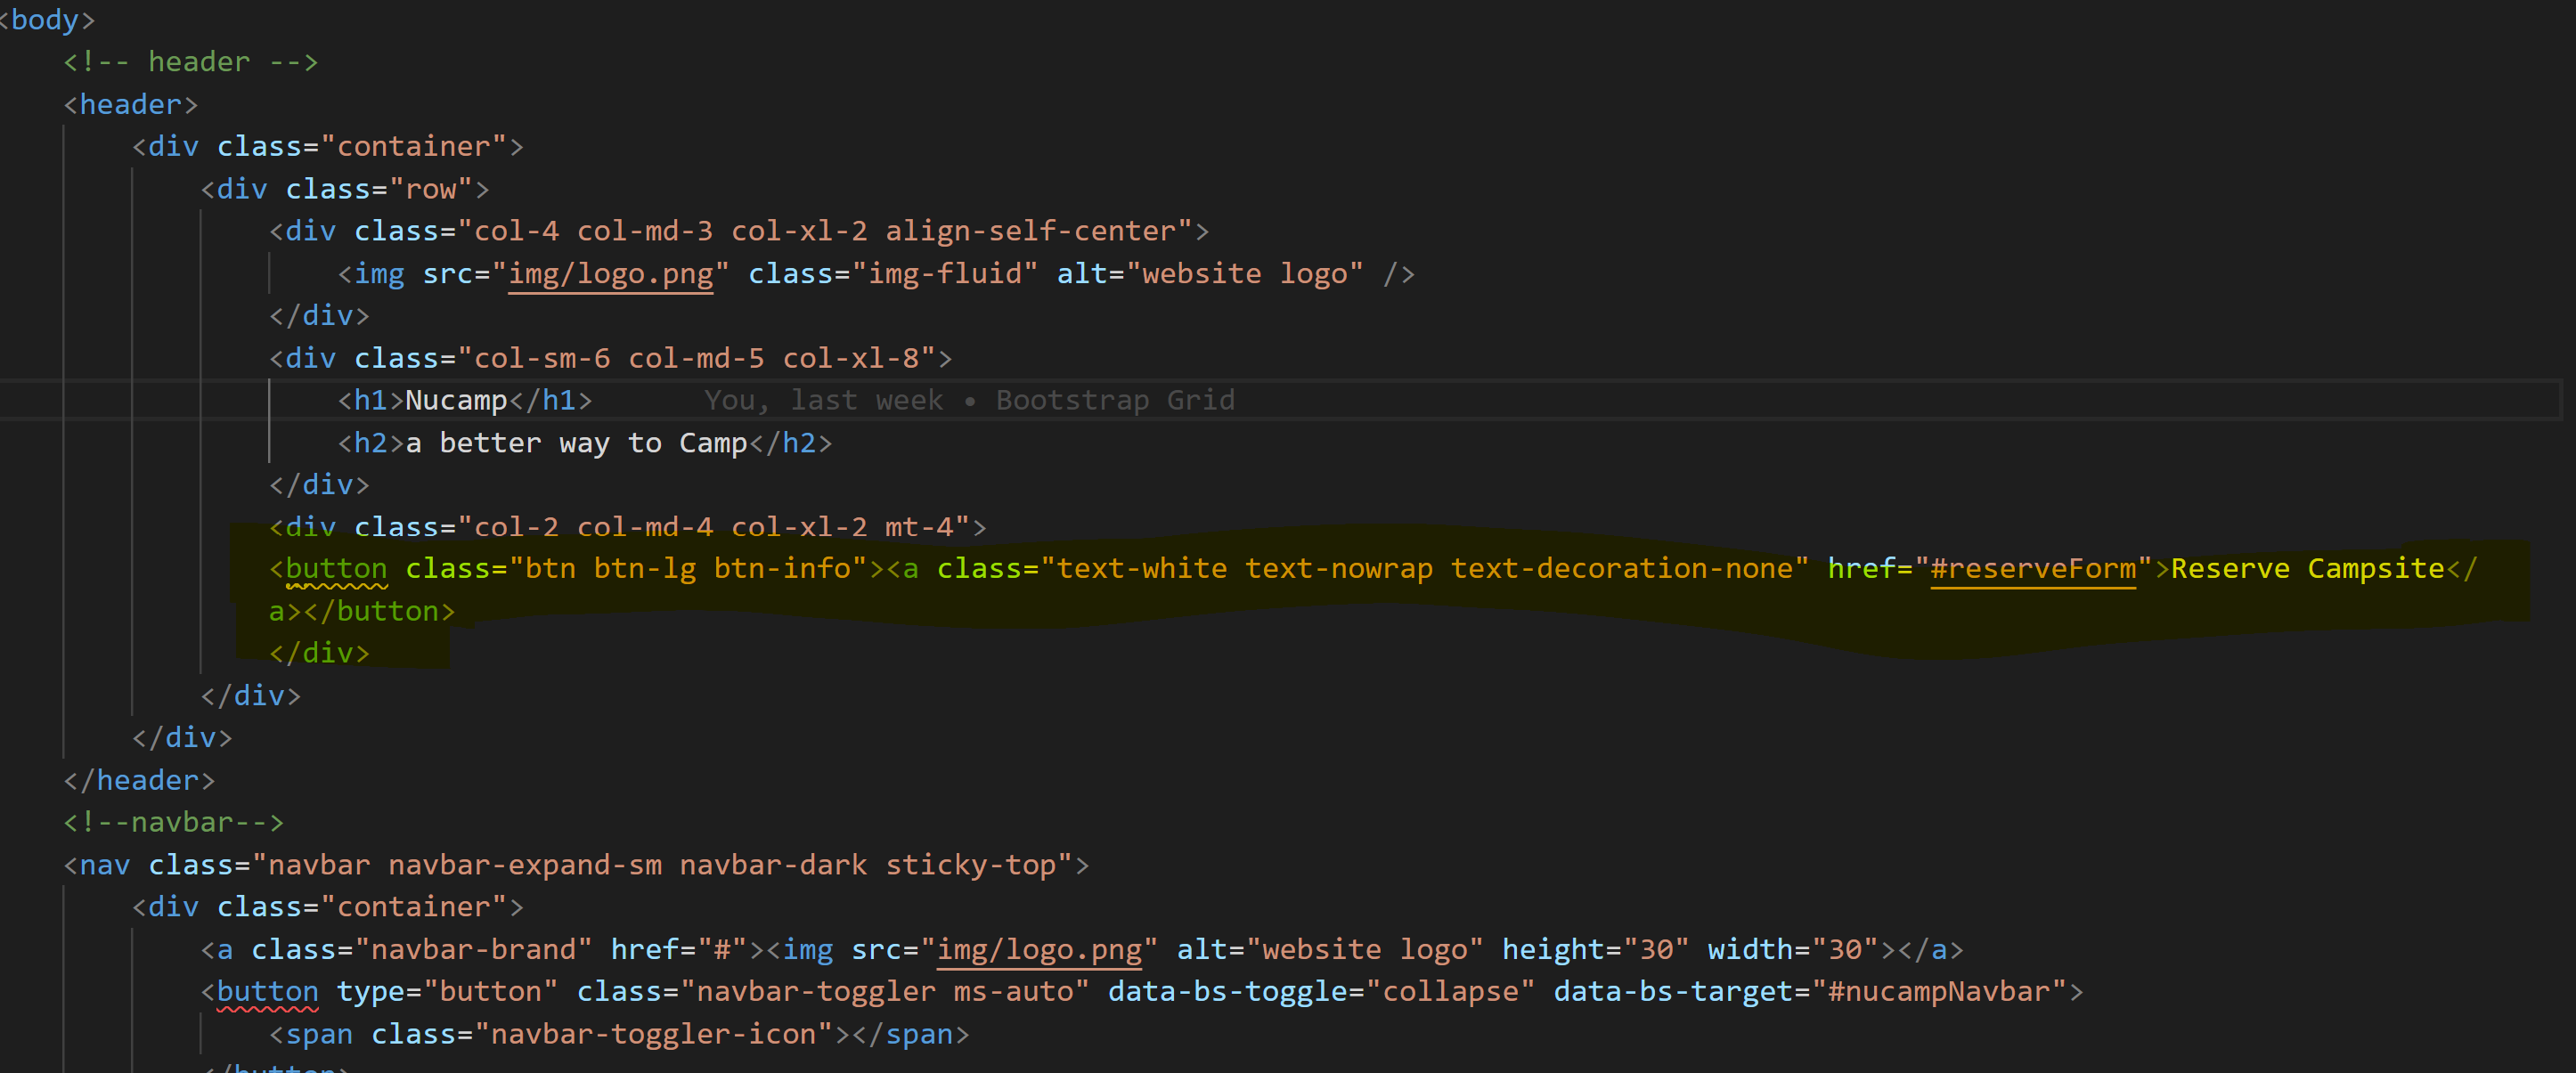 <body>
<!-- header -->
<header>
<div class="container">
<div class="row">
<div class="col-4 col-md-3 col-xl-2 align-self-center">
<img src="img/logo.png" class="img-fluid" alt="website logo" />
</div>
<div class="col-sm-6 col-md-5 col-xl-8">
<h1>Nucamp</h1> You, last week • Bootstrap Grid
<h2>a better way to Camp</h2>
</div>
<div class="col-2 col-md-4 col-xl-2 mt-4">
<button class="btn btn-lg btn-info"><a class="text-white text-nowrap text-decoration-none" href="#reserveForm">Reserve Campsite</
a></button>
</div>
</div>
</div>
</header>
<!--navbar-->
<nav class="navbar navbar-expand-sm navbar-dark sticky-top">
<div class="container">
<a class="navbar-brand" href="#"><img src="img/logo.png" alt="website logo" height="30" width="30"></a>
<button type="button" class="navbar-toggler ms-auto" data-bs-toggle="collapse" data-bs-target="#nucampNavbar">
<span class="navbar-toggler-icon"></span>
</button>